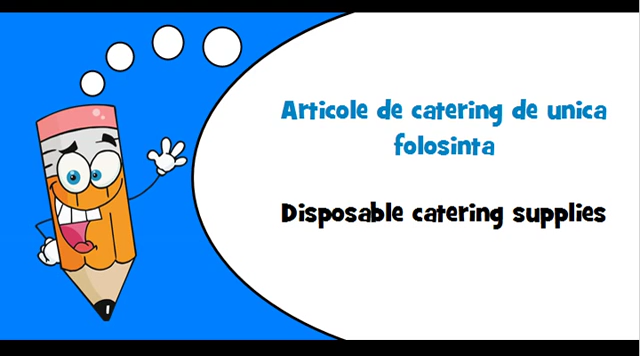 Articole de catering de unica
folosinta
Disposable catering supplies